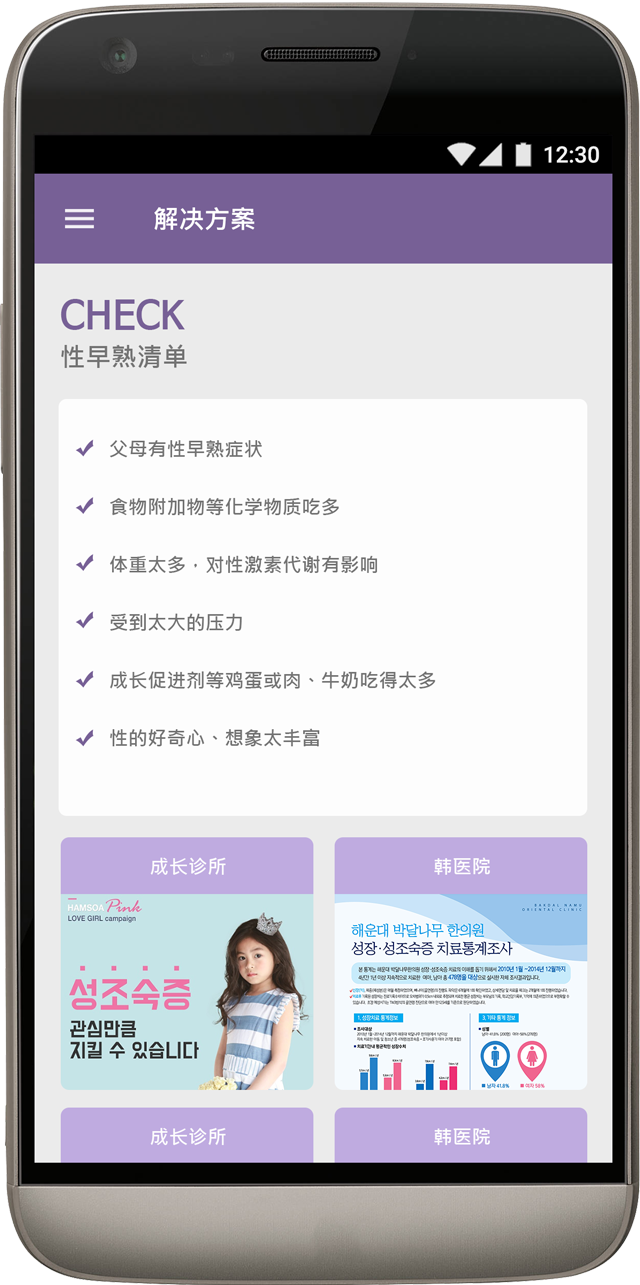 12:30
解决方案
CHECK
性早熟清单
父母有性早熟症状
食物附加物等化学物质吃多
体重太多，对性激素代谢有影响
受到太大的压力
成长促进剂等鸡蛋或肉、牛奶吃得太多
性的好奇心、想象太丰富
成长诊所
韩医院
HAMSOA Pink
LOVE GIRL campaign
성조숙증
관심만큼
지킬 수 있습니다
BAKDAL NAMU
ORIENTAL CLINIC
해운대 박달나무 한의원
성장·성조숙증 치료통계조사
1. 성장치료 통계정보
3. 기타 통계 정보
남자 41.8%
여자 58%
成长诊所
韩医院